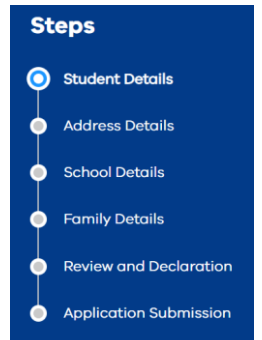 Steps
Student Details
Address Details
School Details
Family Details
Review and Declaration
Application Submission